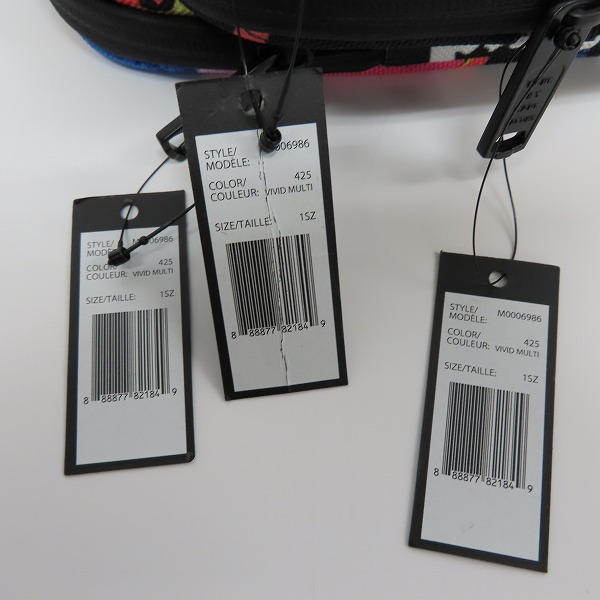 STYLE/
MODÈLE: M0006986
COLOR/ 425
COULEUR: VIVID MULTI
SIZE/TAILLE: 1SZ
8 88877 82184 9
STYLE/
MODÈLE: 006986
COLOR/ 425
COULEUR: VIVID MULTI
SIZE/TAILLE: 1SZ
8 88877 82184 9
STYLE/
MODÈLE: M0006986
COLOR/ 425
COULEUR: VIVID MULTI
SIZE/TAILLE: 1SZ
8 88877 82184 9